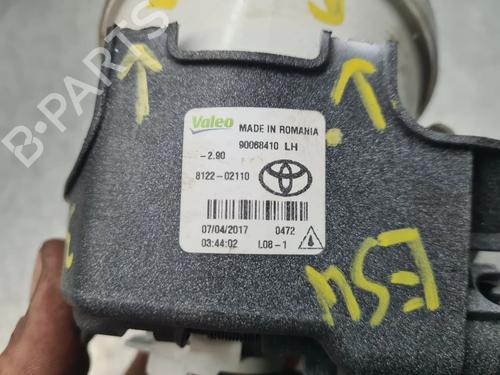 B-PARTS
Valeo
MADE IN ROMANIA
90068410 LH
-2.90
8122-02110
07/04/2017 0472
03:44:02 L08-1
ESW